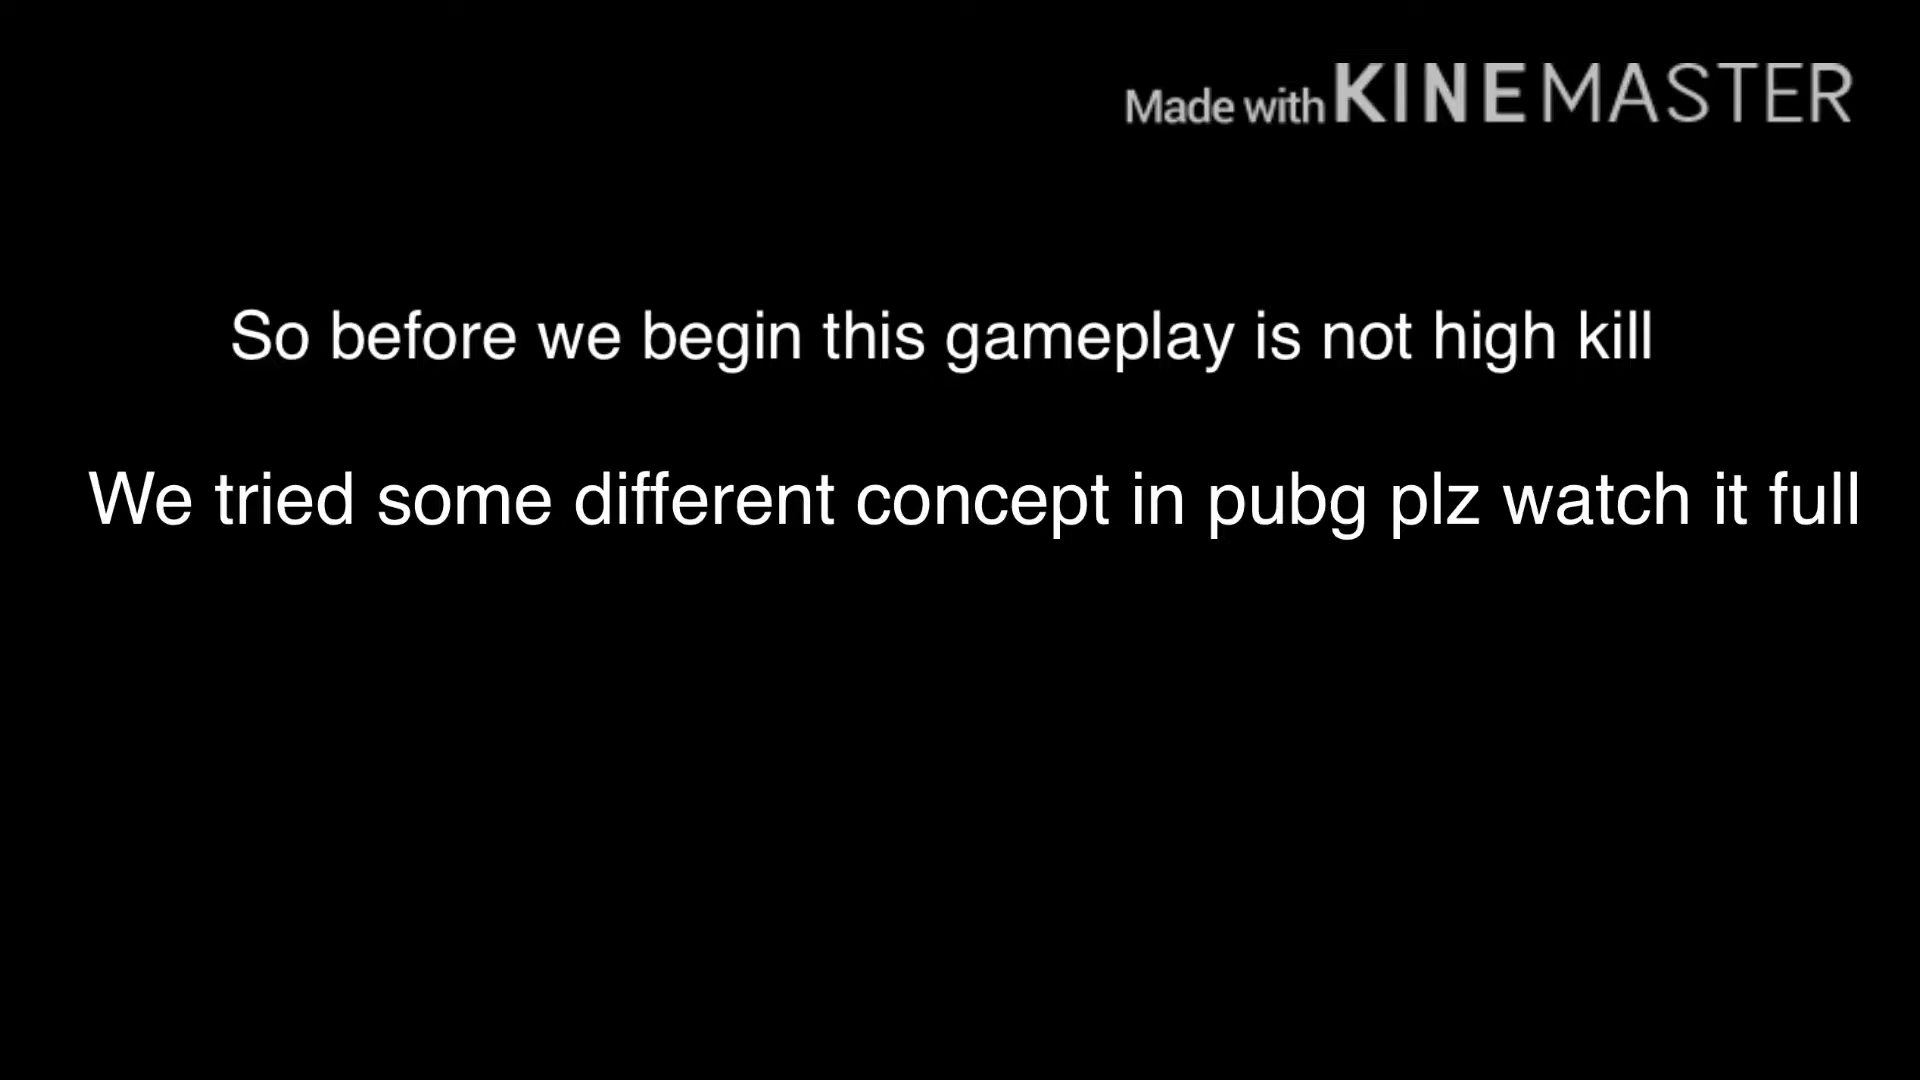 Made with KINEMASTER
So before we begin this gameplay is not high kill
We tried some different concept in pubg plz watch it full